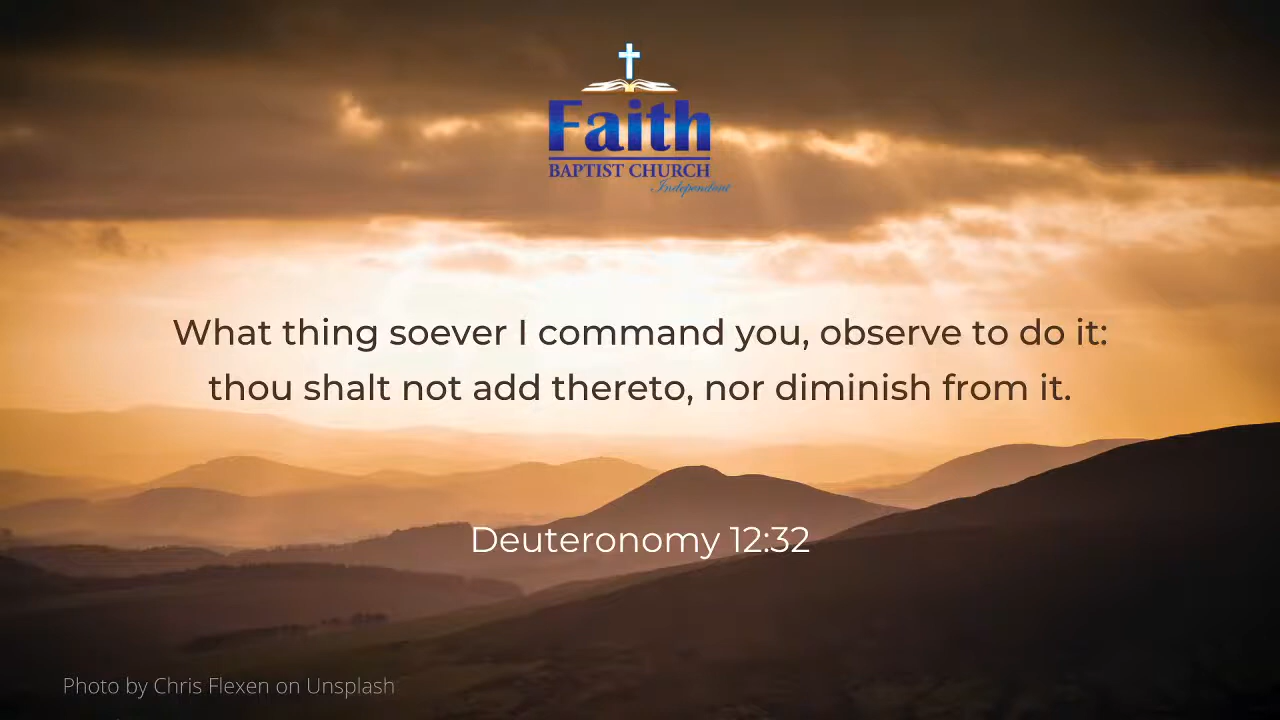 Faith
BAPTIST CHURCH
Independent
What thing soever I command you, observe to do it:
thou shalt not add thereto, nor diminish from it.
Deuteronomy 12:32
Photo by Chris Flexen on Unsplash